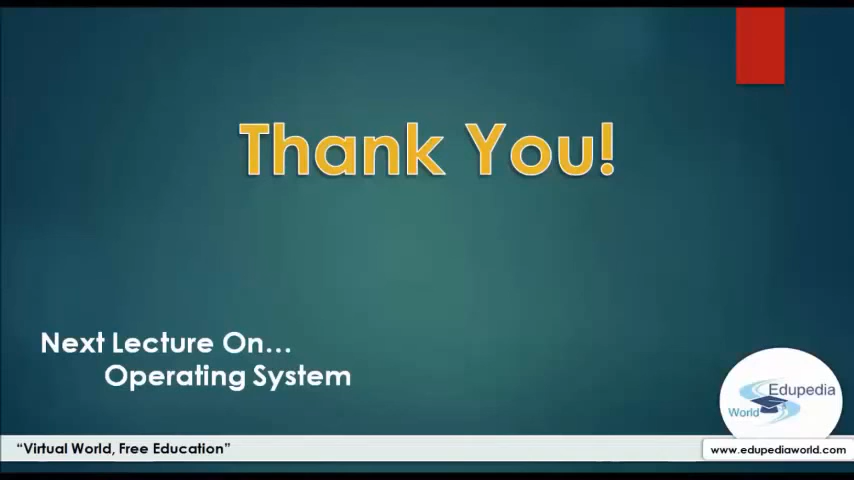 Thank You!
Next Lecture On...
Operating System
Edupedia
World
"Virtual World, Free Education"
www.edupediaworld.com